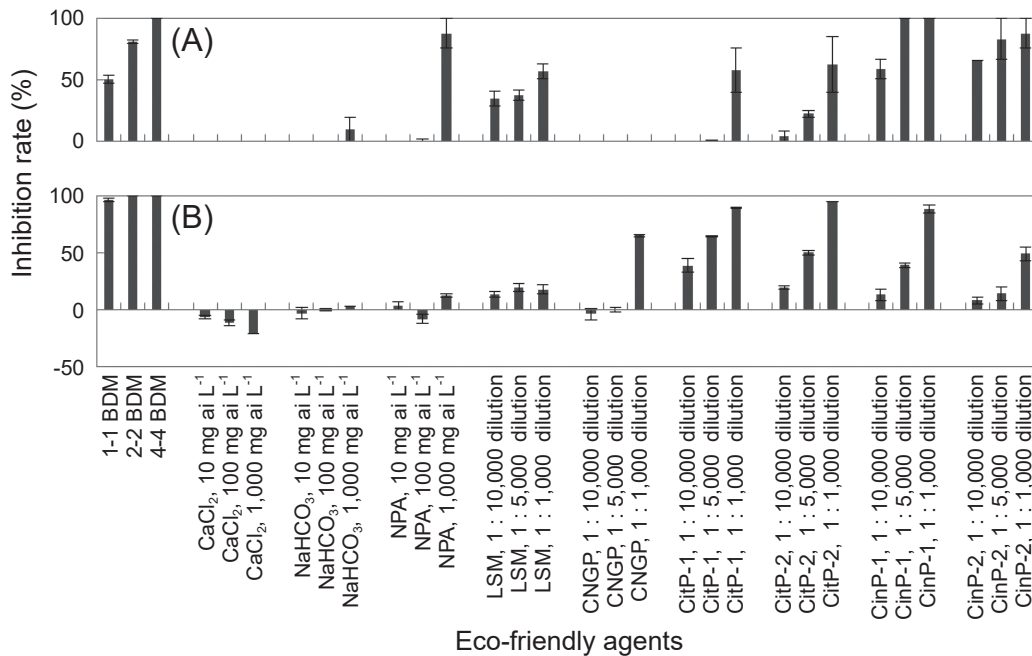 100
(A)
50
0
Inhibition rate (%)
100
(B)
50
0
-50
1-1 BDM
2-2 BDM
4-4 BDM
CaCl₂, 10 mg ai L⁻¹
CaCl₂, 100 mg ai L⁻¹
CaCl₂, 1,000 mg ai L⁻¹
NaHCO₃, 10 mg ai L⁻¹
NaHCO₃, 100 mg ai L⁻¹
NaHCO₃, 1,000 mg ai L⁻¹
NPA, 10 mg ai L⁻¹
NPA, 100 mg ai L⁻¹
NPA, 1,000 mg ai L⁻¹
LSM, 1 : 10,000 dilution
LSM, 1 : 5,000 dilution
LSM, 1 : 1,000 dilution
CNGP, 1 : 10,000 dilution
CNGP, 1 : 5,000 dilution
CNGP, 1 : 1,000 dilution
CitP-1, 1 : 10,000 dilution
CitP-1, 1 : 5,000 dilution
CitP-1, 1 : 1,000 dilution
CitP-2, 1 : 10,000 dilution
CitP-2, 1 : 5,000 dilution
CitP-2, 1 : 1,000 dilution
CinP-1, 1 : 10,000 dilution
CinP-1, 1 : 5,000 dilution
CinP-1, 1 : 1,000 dilution
CinP-2, 1 : 10,000 dilution
CinP-2, 1 : 5,000 dilution
CinP-2, 1 : 1,000 dilution
Eco-friendly agents